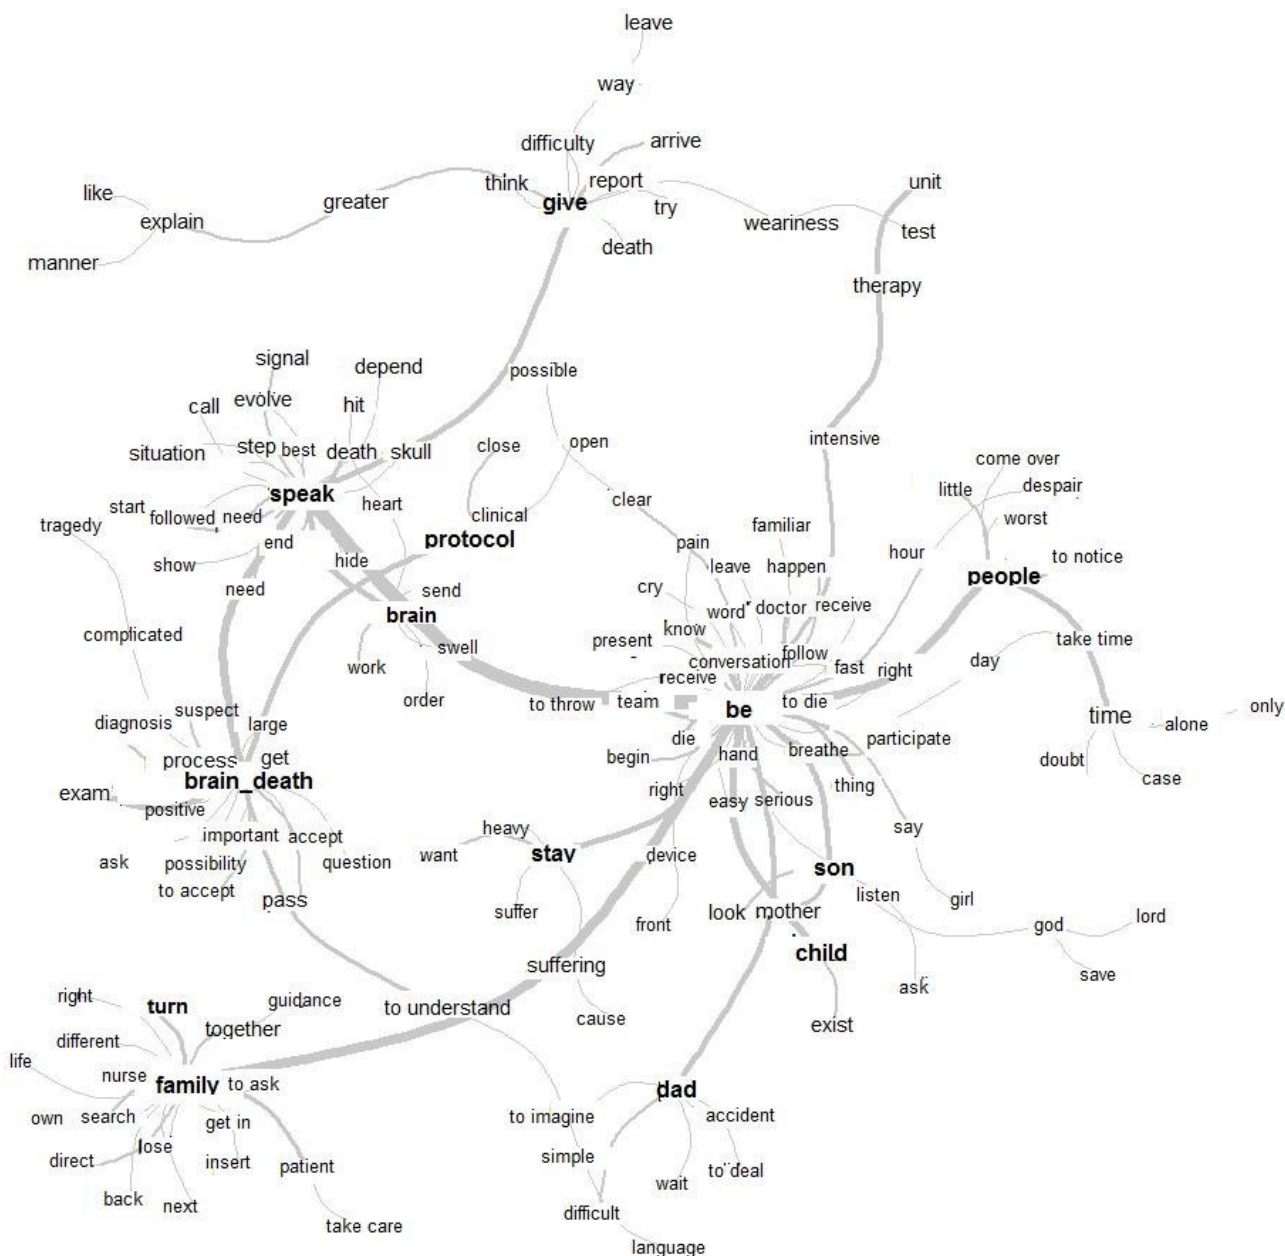 leave
way
difficulty
arrive
think
report
unit
like
greater
give
try
explain
weariness
test
death
manner
therapy
signal
depend
possible
evolve
call
hit
intensive
step
best
death
skull
close
open
situation
come over
little
despair
speak
clear
start
followed
need
heart
clinical
worst
tragedy
familiar
end
protocol
pain
hour
to notice
show
hide
leave
happen
people
need
send
cry
brain
word
doctor
receive
complicated
present
know
take time
work
swell
conversation
follow
day
receive
fast
right
order
to throw
team
to die
suspect
be
time
only
diagnosis
large
alone
die
participate
process
get
begin
hand
breathe
doubt
brain_death
right
thing
case
exam
positive
easy
serious
important
accept
heavy
say
ask
possibility
question
want
stay
device
to accept
son
pass
listen
girl
suffer
front
look
mother
god
lord
child
suffering
save
right
turn
guidance
to understand
ask
together
cause
exist
different
life
nurse
family
to ask
dad
own
search
get in
to imagine
accident
lose
direct
insert
patient
simple
wait
to deal
back
next
take care
difficult
language